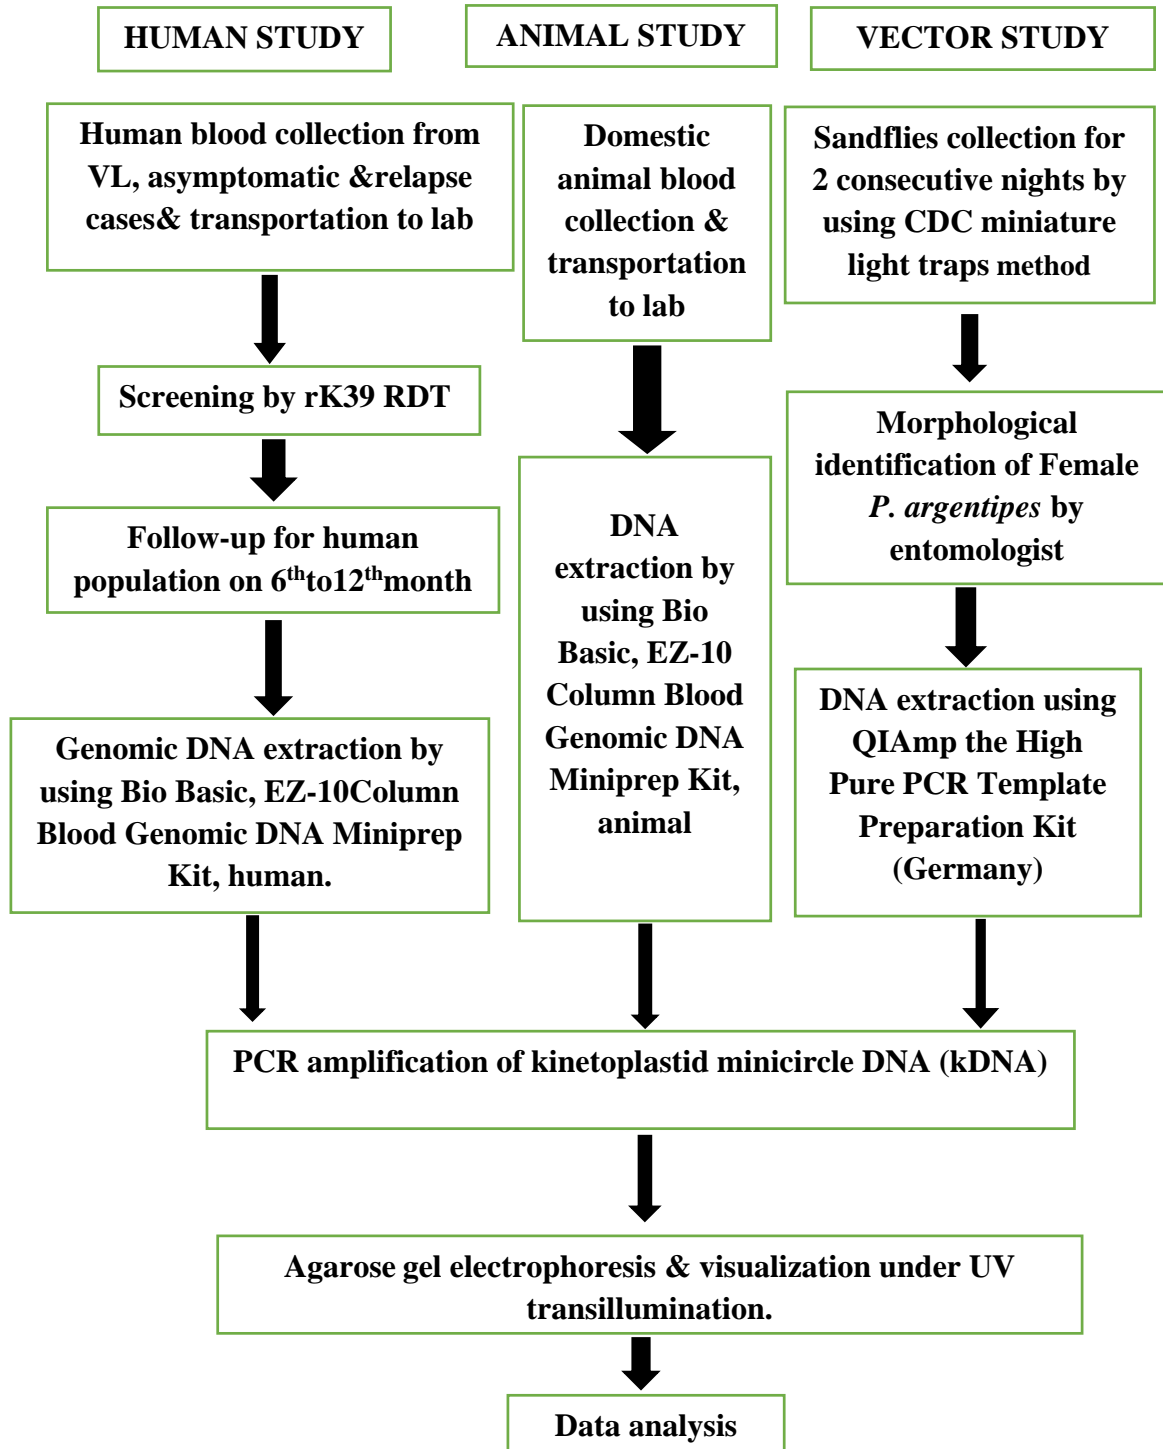 HUMAN STUDY
ANIMAL STUDY
VECTOR STUDY
Human blood collection from
VL, asymptomatic &relapse
cases& transportation to lab
Domestic
animal blood
collection &
transportation
to lab
Sandflies collection for
2 consecutive nights by
using CDC miniature
light traps method
Screening by rK39 RDT
Morphological
identification of Female
P. argentipes by
entomologist
Follow-up for human
population on 6thto12thmonth
DNA
extraction by
using Bio
Basic, EZ-10
Column Blood
Genomic DNA
Miniprep Kit,
animal
Genomic DNA extraction by
using Bio Basic, EZ-10Column
Blood Genomic DNA Miniprep
Kit, human.
DNA extraction using
QIAmp the High
Pure PCR Template
Preparation Kit
(Germany)
PCR amplification of kinetoplastid minicircle DNA (kDNA)
Agarose gel electrophoresis & visualization under UV
transillumination.
Data analysis